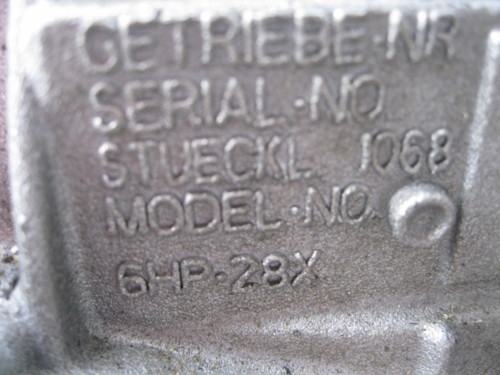 GETRIEBE-NR
SERIAL-NO.
STUECKL. 1068
MODEL-NO.
6HP-28X